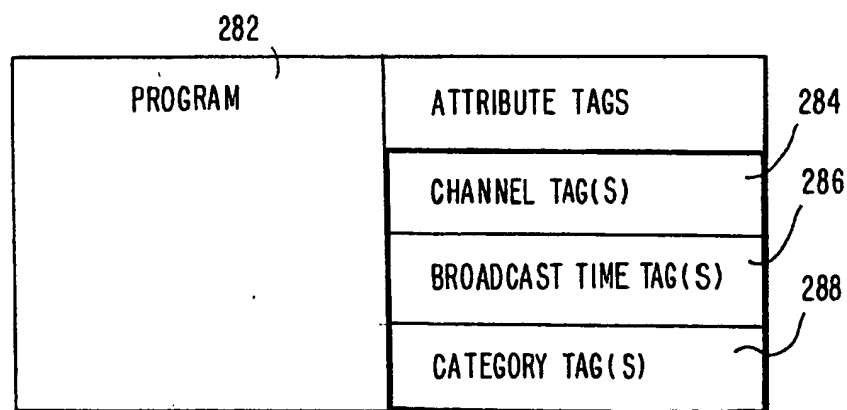 282
PROGRAM
ATTRIBUTE TAGS
284
CHANNEL TAG(S)
286
BROADCAST TIME TAG(S)
288
CATEGORY TAG(S)